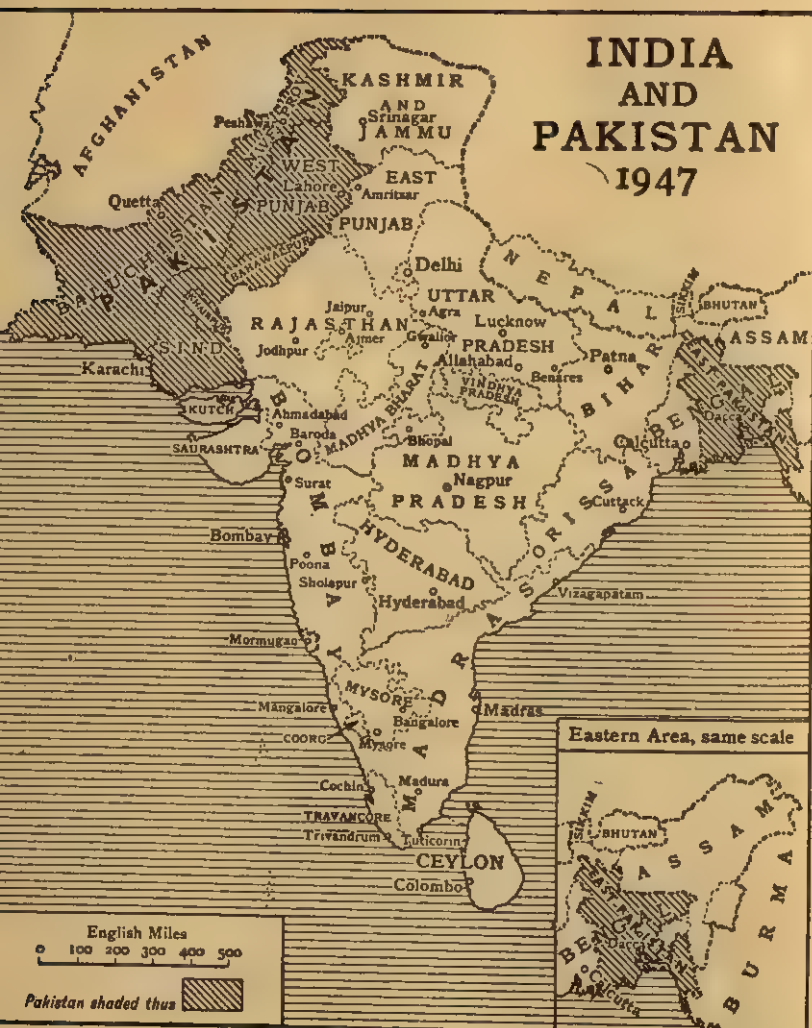 INDIA
AND
PAKISTAN
1947
AFGHANISTAN
KASHMIR
AND
JAMMU
Srinagar
Peshawar
N.W. PROV.
PAKISTAN
WEST
PUNJAB
Lahore
Amritsar
EAST
PUNJAB
Quetta
BALUCHISTAN
BAHAWALPUR
KHAIRPUR
SIND
Karachi
Delhi
NEPAL
SIKKIM
BHUTAN
ASSAM
UTTAR
PRADESH
Agra
Lucknow
Jaipur
RAJASTHAN
Ajmer
Jodhpur
Gwalior
Allahabad
Benares
Patna
BIHAR
VINDHYA
PRADESH
MADHYA BHARAT
EAST PAKISTAN
BENGAL
Dacca
Calcutta
KUTCH
Ahmadabad
Baroda
SAURASHTRA
Surat
Bhopal
MADHYA
Nagpur
PRADESH
ORISSA
Cuttack
BOMBAY
Bombay
Poona
Sholapur
HYDERABAD
Hyderabad
Vizagapatam
Mormugao
MADRAS
MYSORE
Mangalore
Bangalore
Madras
COORG
Mysore
Cochin
Madura
TRAVANCORE
Trivandrum
Tuticorin
CEYLON
Colombo
Eastern Area, same scale
SIKKIM
BHUTAN
ASSAM
EAST PAKISTAN
BENGAL
Dacca
Calcutta
BURMA
English Miles
0 100 200 300 400 500
Pakistan shaded thus